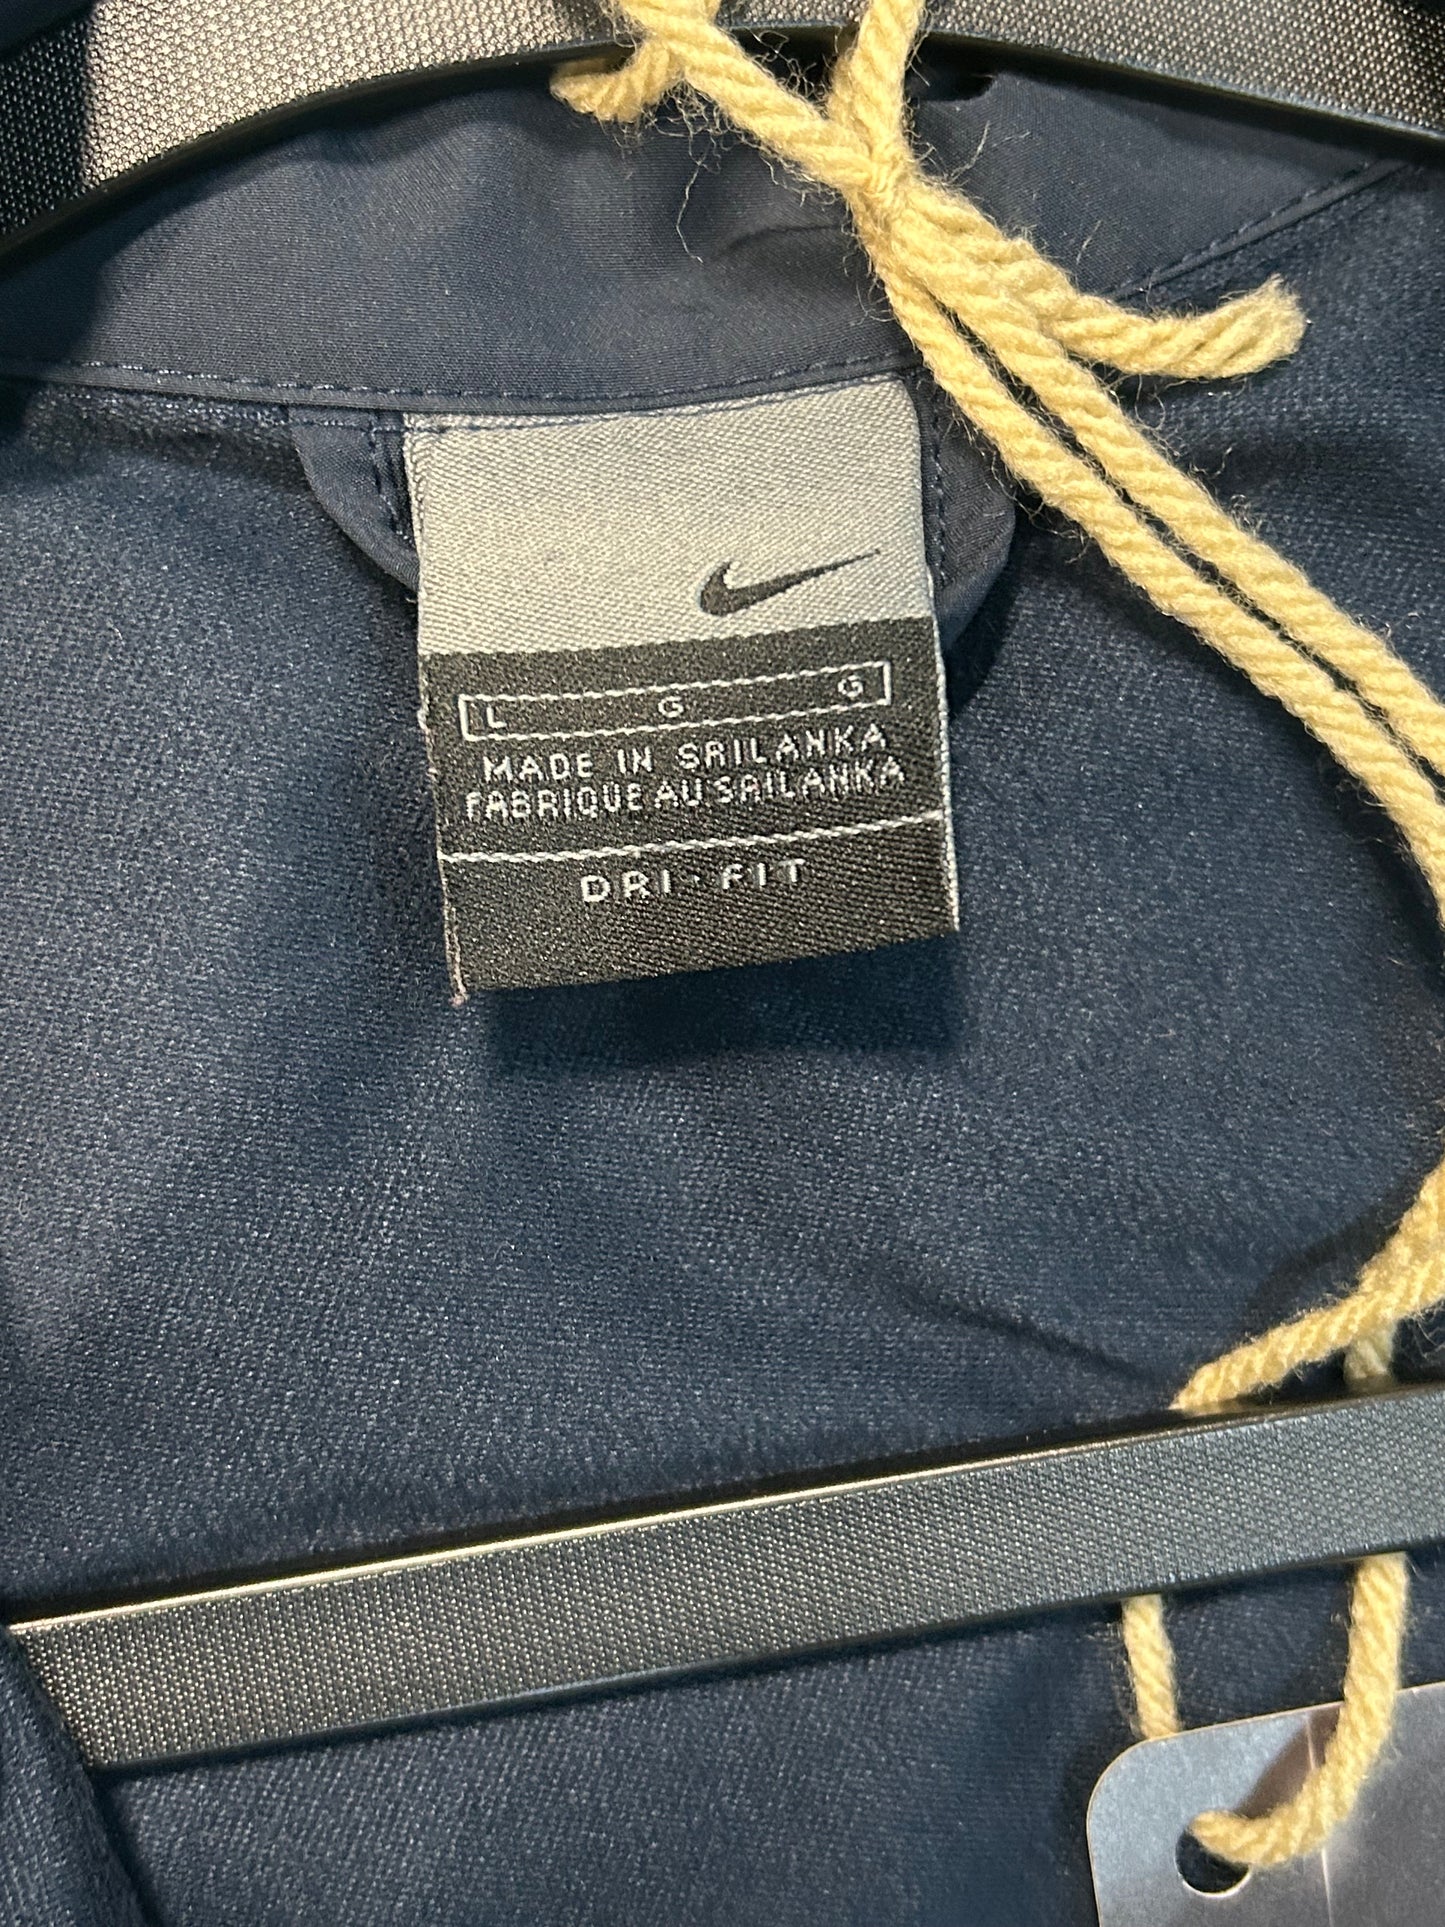 L G G
MADE IN SRILANKA
FABRIQUE AU SRILANKA
DRI-FIT